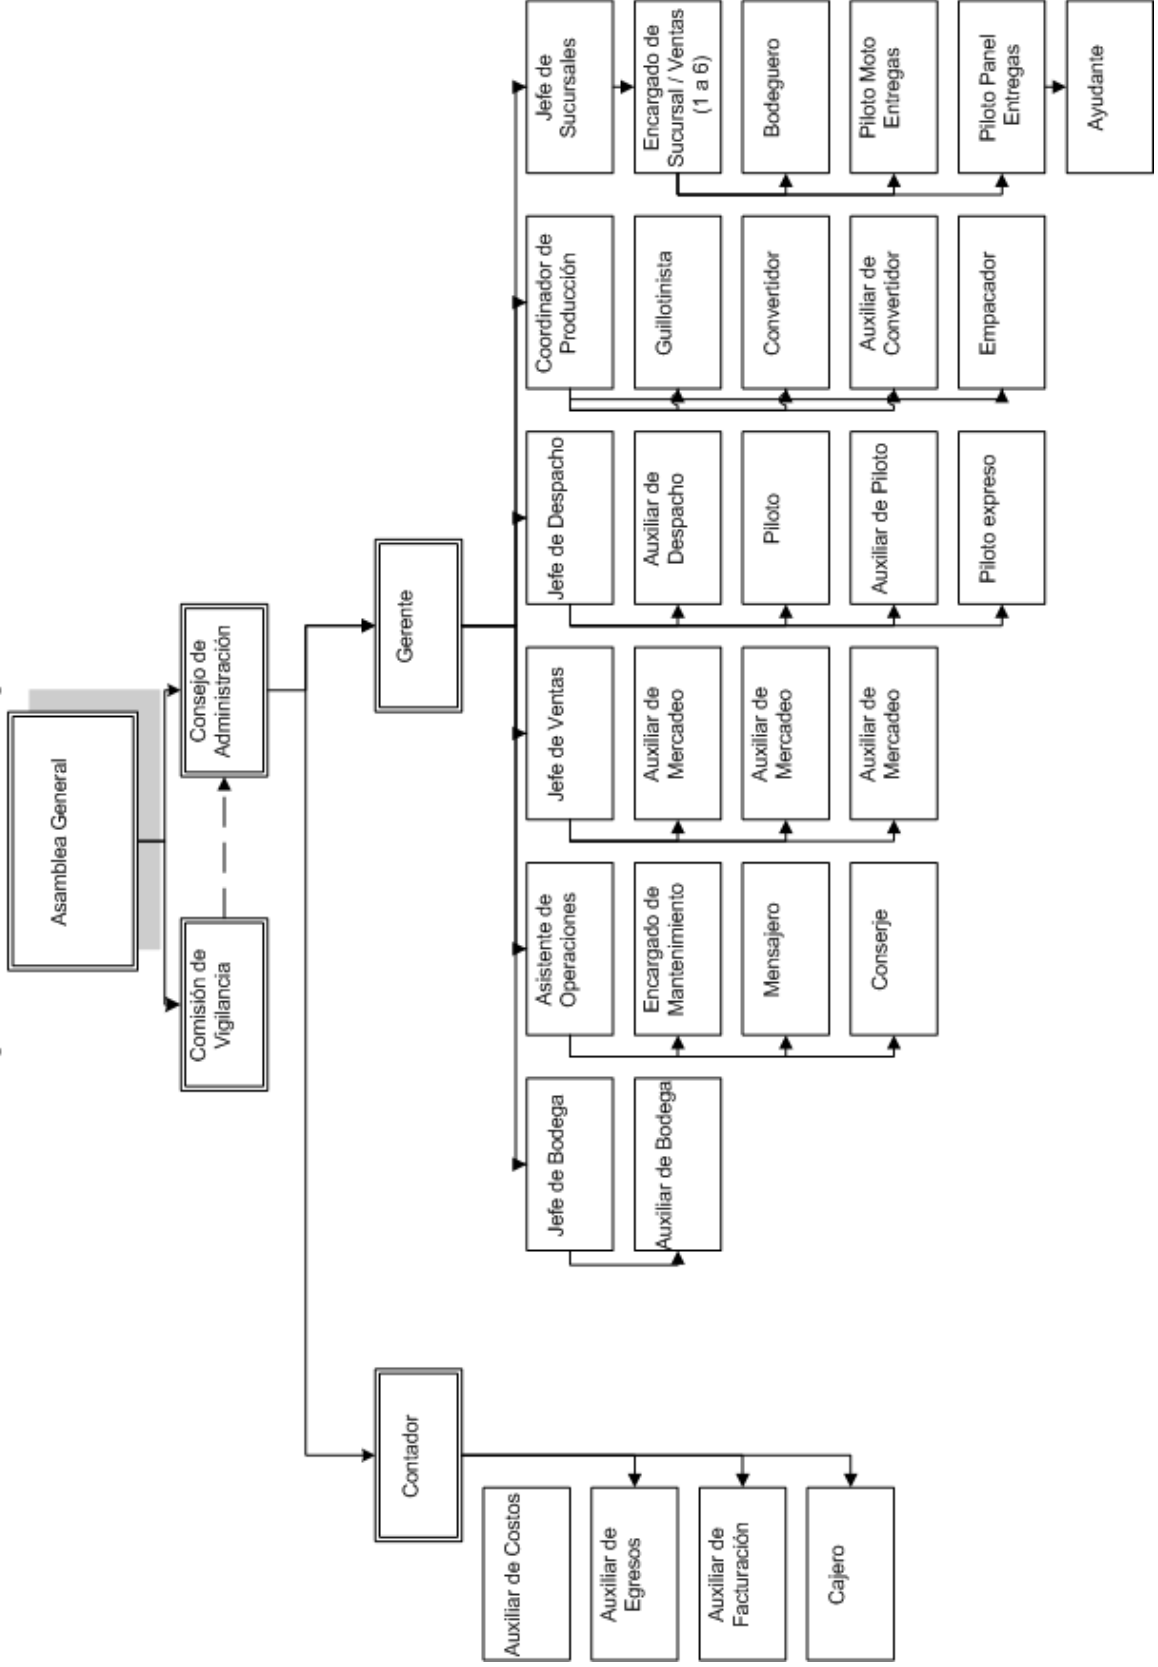 Asamblea General
Comisión de
Vigilancia
Consejo de
Administración
Contador
Gerente
Auxiliar de Costos
Auxiliar de
Egresos
Auxiliar de
Facturación
Cajero
Jefe de Bodega
Auxiliar de Bodega
Asistente de
Operaciones
Encargado de
Mantenimiento
Mensajero
Conserje
Jefe de Ventas
Auxiliar de
Mercadeo
Auxiliar de
Mercadeo
Auxiliar de
Mercadeo
Jefe de Despacho
Auxiliar de
Despacho
Piloto
Auxiliar de Piloto
Piloto expreso
Coordinador de
Producción
Guillotinista
Convertidor
Auxiliar de
Convertidor
Empacador
Jefe de
Sucursales
Encargado de
Sucursal / Ventas
(1 a 6)
Bodeguero
Piloto Moto
Entregas
Piloto Panel
Entregas
Ayudante